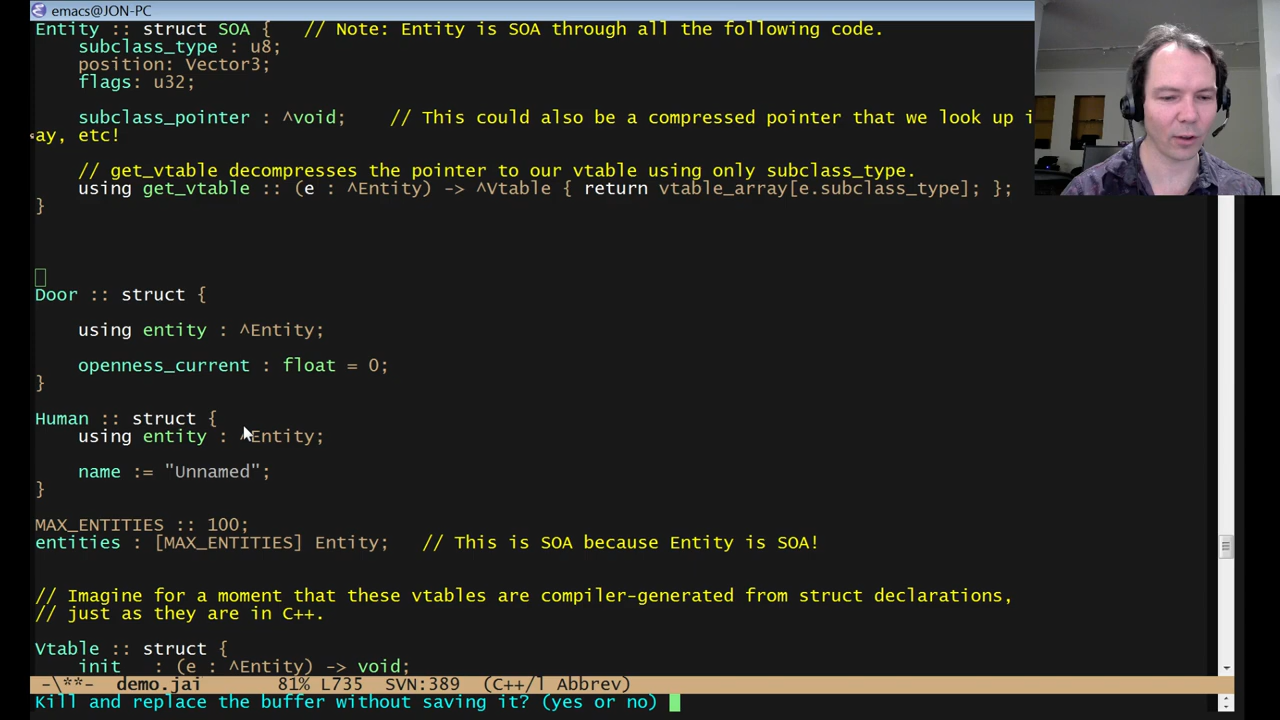 emacs@JON-PC
Entity :: struct SOA {   // Note: Entity is SOA through all the following code.
    subclass_type : u8;
    position: Vector3;
    flags: u32;
    subclass_pointer : ^void;    // This could also be a compressed pointer that we look up i
ay, etc!
    // get_vtable decompresses the pointer to our vtable using only subclass_type.
    using get_vtable :: (e : ^Entity) -> ^Vtable { return vtable_array[e.subclass_type]; };
}
Door :: struct {
    using entity : ^Entity;
    openness_current : float = 0;
}
Human :: struct {
    using entity : ^Entity;
    name := "Unnamed";
}
MAX_ENTITIES :: 100;
entities : [MAX_ENTITIES] Entity;   // This is SOA because Entity is SOA!
// Imagine for a moment that these vtables are compiler-generated from struct declarations,
// just as they are in C++.
Vtable :: struct {
    init   : (e : ^Entity) -> void;
-\**-  demo.jai       81% L735  SVN:389  (C++/l Abbrev)
Kill and replace the buffer without saving it? (yes or no)